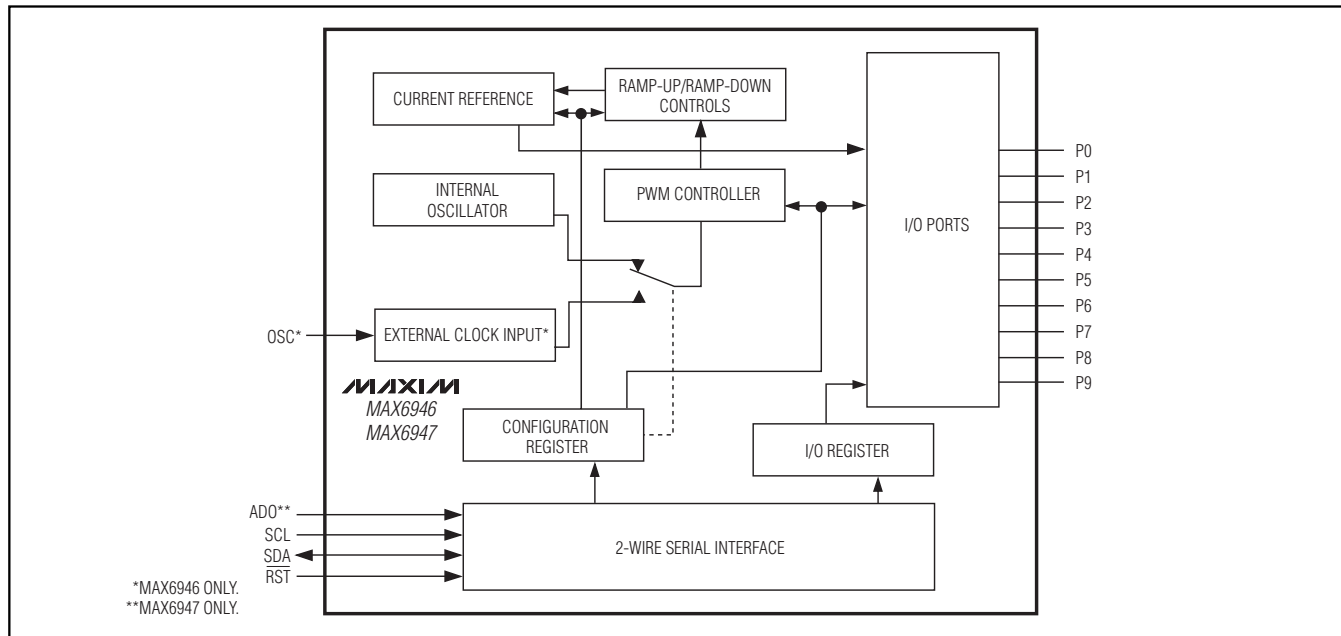 CURRENT REFERENCE
RAMP-UP/RAMP-DOWN
CONTROLS
INTERNAL
OSCILLATOR
PWM CONTROLLER
I/O PORTS
P0
P1
P2
P3
P4
P5
P6
P7
P8
P9
OSC*
EXTERNAL CLOCK INPUT*
MAXIM
MAX6946
MAX6947
CONFIGURATION
REGISTER
I/O REGISTER
ADO**
SCL
SDA
RST
2-WIRE SERIAL INTERFACE
*MAX6946 ONLY.
**MAX6947 ONLY.